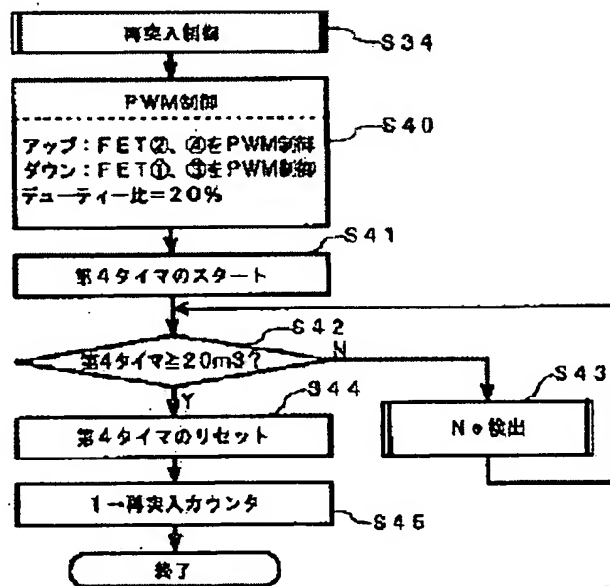 再突入制御
S34
PWM制御
アップ：FET②、④をPWM制御
ダウン：FET①、③をPWM制御
デューティー比＝20％
S40
S41
第4タイマのスタート
S42
第4タイマ≧20mS？
N
Y
S44
S43
第4タイマのリセット
Ne検出
1→再突入カウンタ
S45
終了